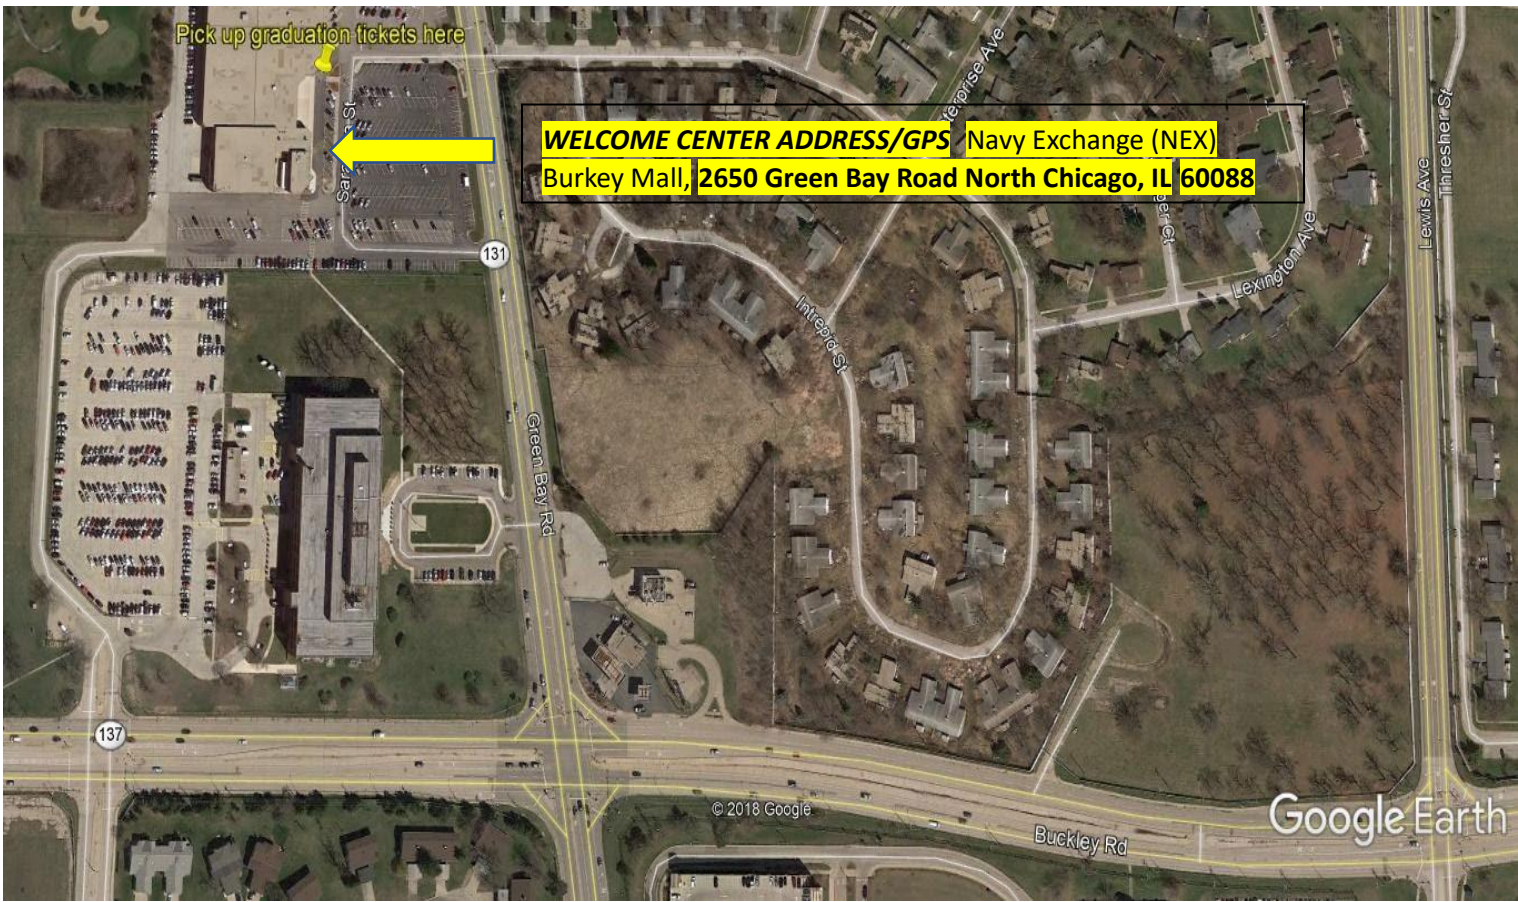 Pick up graduation tickets here
WELCOME CENTER ADDRESS/GPS Navy Exchange (NEX)
Burkey Mall, 2650 Green Bay Road North Chicago, IL 60088
131
Intrepid St
Lexington Ave
Lewis Ave
Thresher St
Green Bay Rd
137
© 2018 Google
Google Earth
Buckley Rd